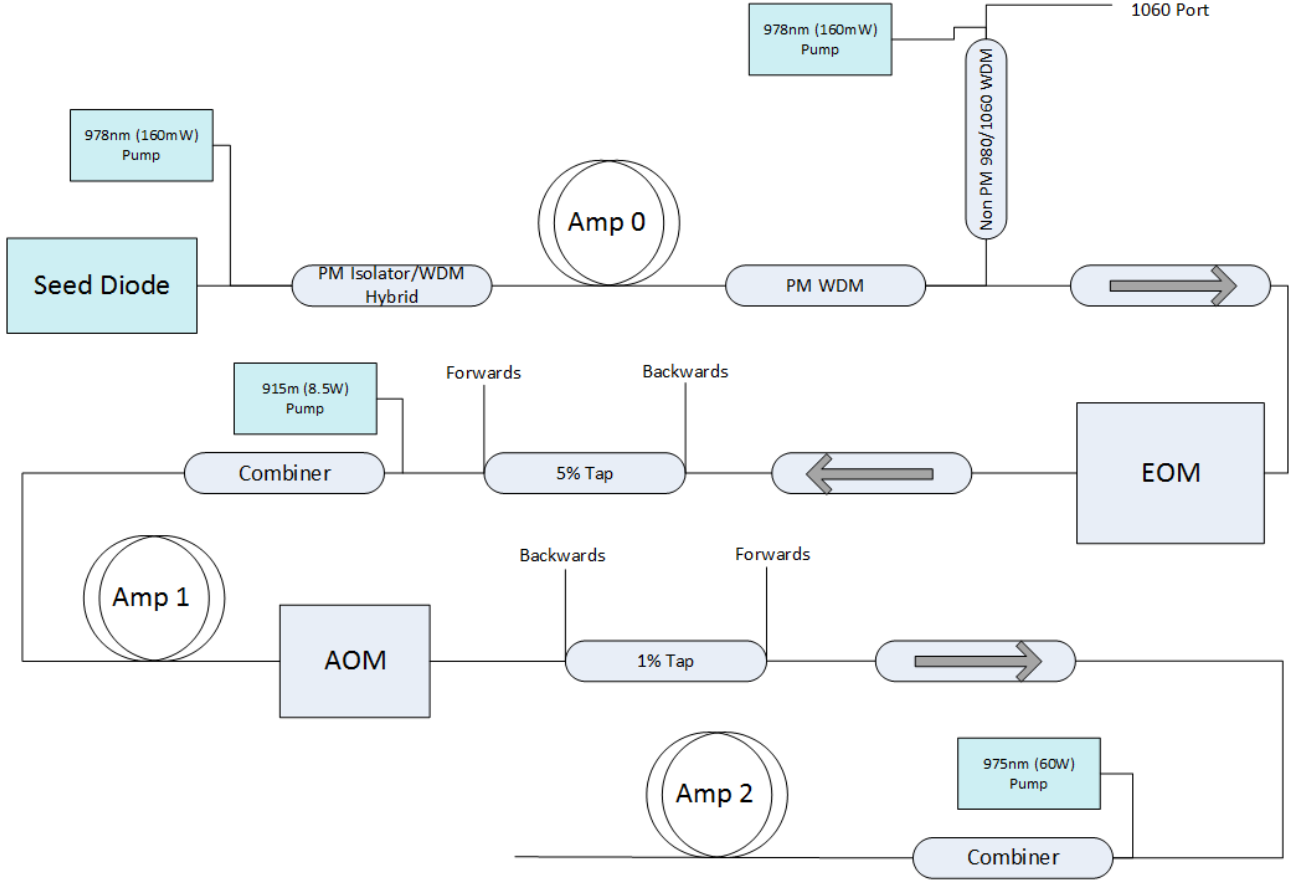 1060 Port
978nm (160mW)
Pump
Non PM 980/1060 WDM
978nm (160mW)
Pump
Amp 0
Seed Diode
PM Isolator/WDM
Hybrid
PM WDM
915m (8.5W)
Pump
Forwards
Backwards
Combiner
5% Tap
EOM
Amp 1
Backwards
Forwards
AOM
1% Tap
Amp 2
975nm (60W)
Pump
Combiner